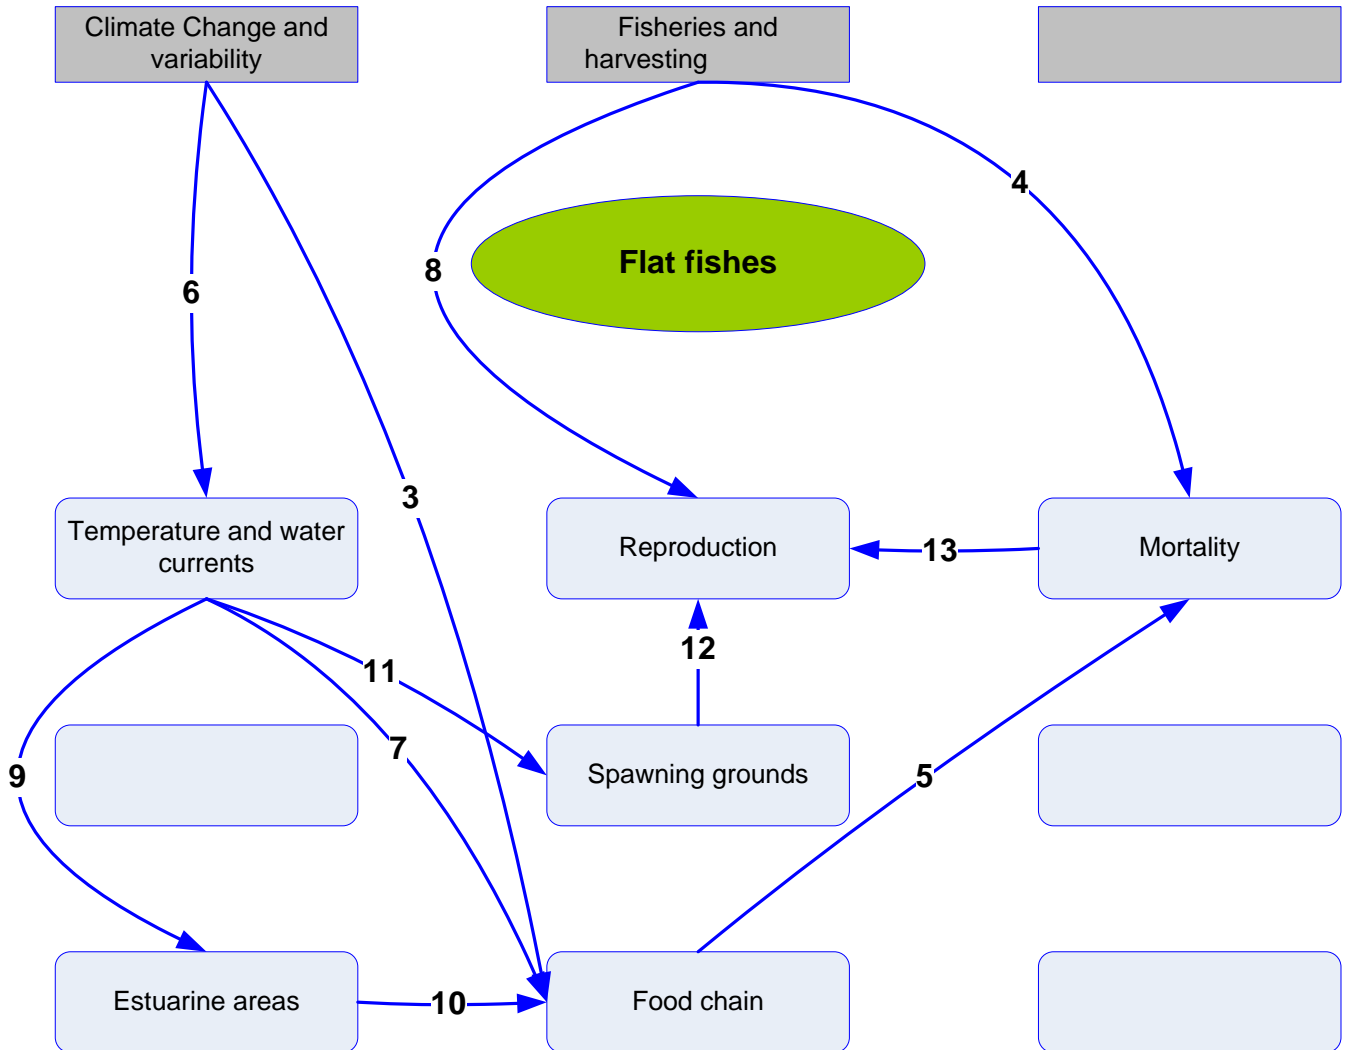 Climate Change and
variability
Fisheries and
harvesting
4
Flat fishes
8
6
3
Temperature and water
currents
Reproduction
13
Mortality
12
11
7
9
Spawning grounds
5
Estuarine areas
10
Food chain